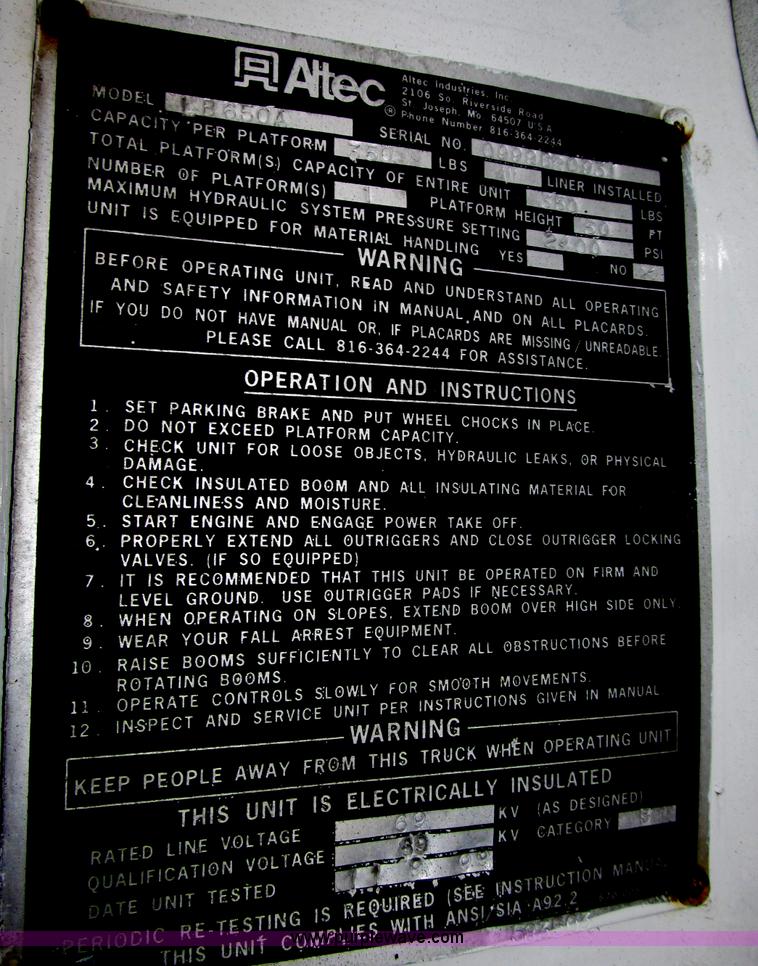 Altec
Altec Industries, Inc
2106 So. Riverside Road
St. Joseph, Mo. 64507 U S A
® Phone Number 816-364-2244
MODEL LB650A
CAPACITY PER PLATFORM 350 LBS SERIAL NO.
LINER INSTALLED
TOTAL PLATFORM(S) CAPACITY OF ENTIRE UNIT 350 LBS
NUMBER OF PLATFORM(S) 1 PLATFORM HEIGHT 50 FT
MAXIMUM HYDRAULIC SYSTEM PRESSURE SETTING PSI
UNIT IS EQUIPPED FOR MATERIAL HANDLING YES NO X
WARNING
BEFORE OPERATING UNIT, READ AND UNDERSTAND ALL OPERATING
AND SAFETY INFORMATION IN MANUAL AND ON ALL PLACARDS.
IF YOU DO NOT HAVE MANUAL OR, IF PLACARDS ARE MISSING / UNREADABLE.
PLEASE CALL 816-364-2244 FOR ASSISTANCE.
OPERATION AND INSTRUCTIONS
1. SET PARKING BRAKE AND PUT WHEEL CHOCKS IN PLACE.
2. DO NOT EXCEED PLATFORM CAPACITY.
3. CHECK UNIT FOR LOOSE OBJECTS, HYDRAULIC LEAKS, OR PHYSICAL
DAMAGE.
4. CHECK INSULATED BOOM AND ALL INSULATING MATERIAL FOR
CLEANLINESS AND MOISTURE.
5. START ENGINE AND ENGAGE POWER TAKE OFF.
6. PROPERLY EXTEND ALL OUTRIGGERS AND CLOSE OUTRIGGER LOCKING
VALVES. (IF SO EQUIPPED)
7. IT IS RECOMMENDED THAT THIS UNIT BE OPERATED ON FIRM AND
LEVEL GROUND. USE OUTRIGGER PADS IF NECESSARY.
8. WHEN OPERATING ON SLOPES, EXTEND BOOM OVER HIGH SIDE ONLY.
9. WEAR YOUR FALL ARREST EQUIPMENT.
10. RAISE BOOMS SUFFICIENTLY TO CLEAR ALL OBSTRUCTIONS BEFORE
ROTATING BOOMS.
11. OPERATE CONTROLS SLOWLY FOR SMOOTH MOVEMENTS.
12. INSPECT AND SERVICE UNIT PER INSTRUCTIONS GIVEN IN MANUAL
WARNING
KEEP PEOPLE AWAY FROM THIS TRUCK WHEN OPERATING UNIT
THIS UNIT IS ELECTRICALLY INSULATED
RATED LINE VOLTAGE 69 KV (AS DESIGNED)
QUALIFICATION VOLTAGE 69 KV CATEGORY B
DATE UNIT TESTED
PERIODIC RE-TESTING IS REQUIRED (SEE INSTRUCTION MANUAL
THIS UNIT COMPLIES WITH ANSI/SIA A92.2